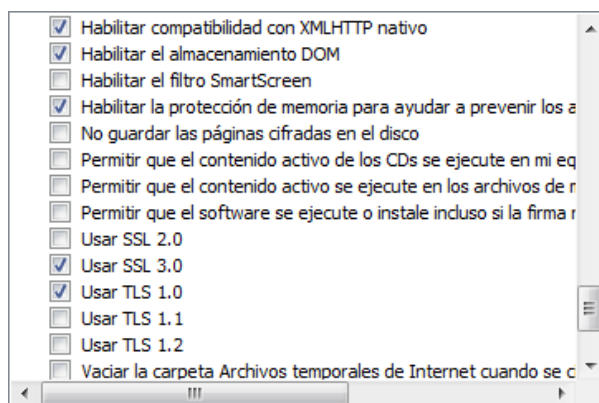 Habilitar compatibilidad con XMLHTTP nativo
Habilitar el almacenamiento DOM
Habilitar el filtro SmartScreen
Habilitar la protección de memoria para ayudar a prevenir los a
No guardar las páginas cifradas en el disco
Permitir que el contenido activo de los CDs se ejecute en mi eq
Permitir que el contenido activo se ejecute en los archivos de m
Permitir que el software se ejecute o instale incluso si la firma n
Usar SSL 2.0
Usar SSL 3.0
Usar TLS 1.0
Usar TLS 1.1
Usar TLS 1.2
Vaciar la carpeta Archivos temporales de Internet cuando se c